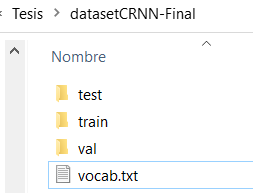 Tesis > datasetCRNN-Final
Nombre
test
train
val
vocab.txt